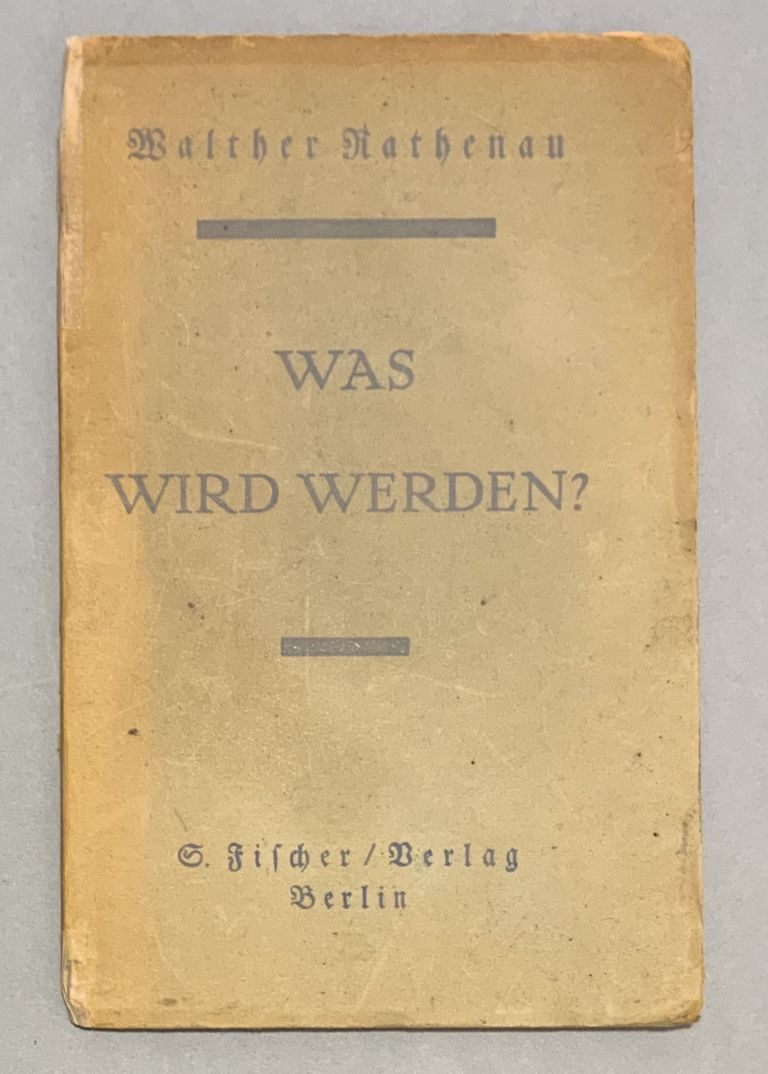 Walther Rathenau
WAS
WIRD WERDEN?
S. Fiſcher / Verlag
Berlin